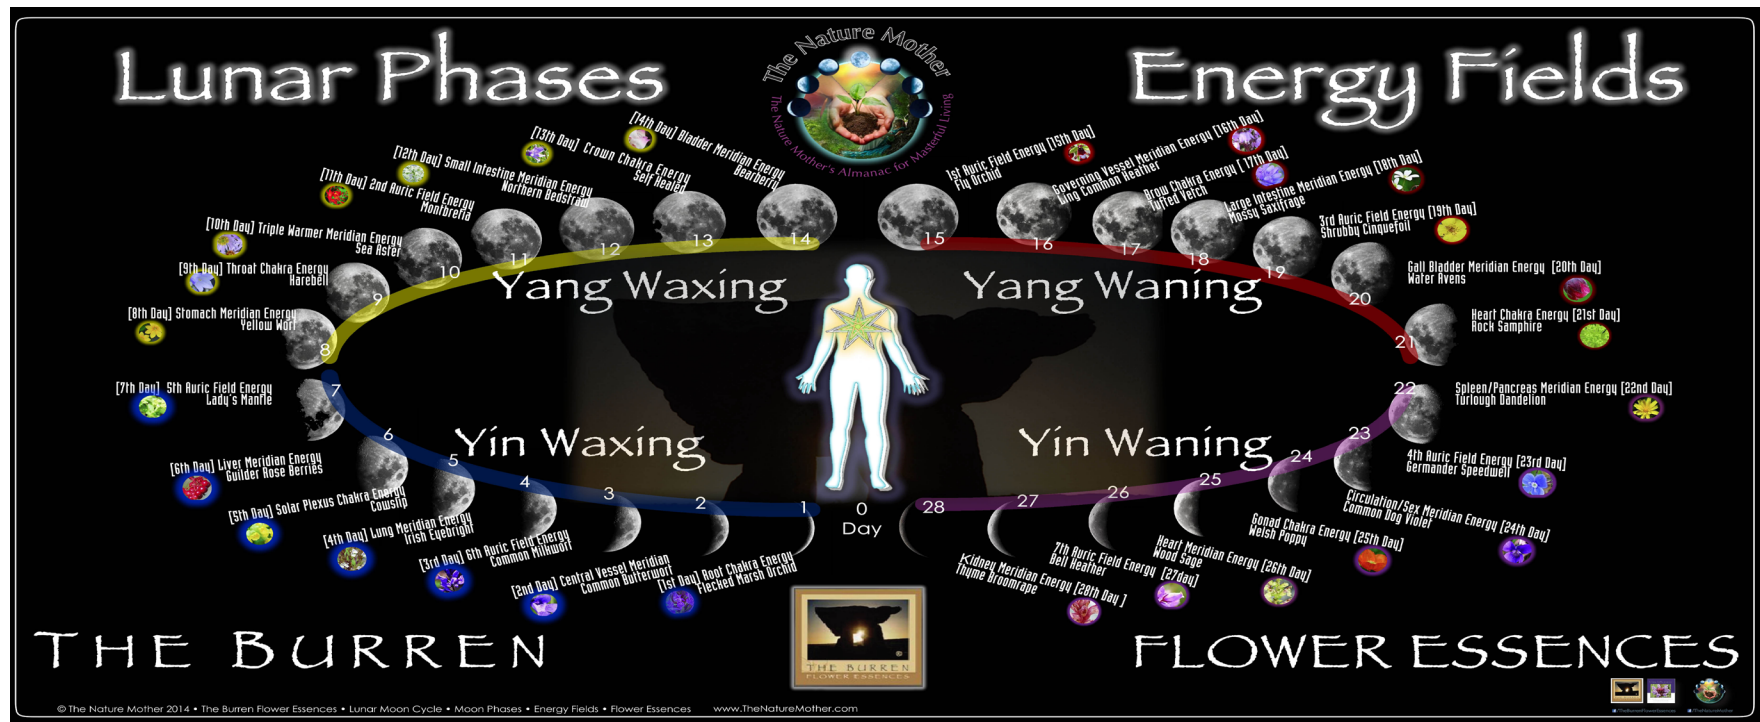 Lunar Phases
Energy Fields
The Nature Mother
The Nature Mother's Almanac for Masterful Living
[14th Day] Bladder Meridian Energy
Bearberry
[13th Day] Crown Chakra Energy
Self Healed
[12th Day] Small Intestine Meridian Energy
Northern Bedstraw
[11th Day] 2nd Auric Field Energy
Montbretia
[10th Day] Triple Warmer Meridian Energy
Sea Aster
[9th Day] Throat Chakra Energy
Harebell
[8th Day] Stomach Meridian Energy
Yellow Wort
[7th Day] 5th Auric Field Energy
Lady's Mantle
[6th Day] Liver Meridian Energy
Guilder Rose Berries
[5th Day] Solar Plexus Chakra Energy
Cowslip
[4th Day] Lung Meridian Energy
Irish Eyebright
[3rd Day] 6th Auric Field Energy
Common Milkwort
[2nd Day] Central Vessel Meridian
Common Butterwort
[1st Day] Root Chakra Energy
Flecked Marsh Orchid
1st Auric Field Energy [15th Day]
Fly Orchid
Governing Vessel Meridian Energy [16th Day]
Ling Common Heather
Brow Chakra Energy [ 17th Day]
Tufted Vetch
Large Intestine Meridian Energy [18th Day]
Mossy Saxifrage
3rd Auric Field Energy [19th Day]
Shrubby Cinquefoil
Gall Bladder Meridian Energy [20th Day]
Water Avens
Heart Chakra Energy [21st Day]
Rock Samphire
Spleen/Pancreas Meridian Energy [22nd Day]
Turlough Dandelion
4th Auric Field Energy [23rd Day]
Germander Speedwell
Circulation/Sex Meridian Energy [24th Day]
Common Dog Violet
Gonad Chakra Energy [25th Day]
Welsh Poppy
Heart Meridian Energy [26th Day]
Wood Sage
7th Auric Field Energy [27day]
Bell Heather
Kidney Meridian Energy [28th Day ]
Thyme Broomrape
14
13
12
11
10
9
8
7
6
5
4
3
2
1
0
Day
15
16
17
18
19
20
21
22
23
24
25
26
27
28
Yang Waxing
Yang Waning
Yin Waxing
Yin Waning
THE BURREN
FLOWER ESSENCES
®
THE BURREN
FLOWER ESSENCES
© The Nature Mother 2014 • The Burren Flower Essences • Lunar Moon Cycle • Moon Phases • Energy Fields • Flower Essences www.TheNatureMother.com